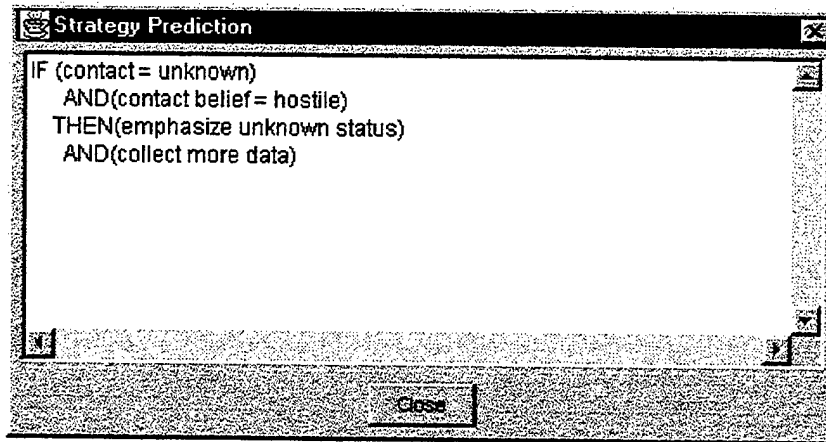 Strategy Prediction
IF (contact = unknown)
AND(contact belief = hostile)
THEN(emphasize unknown status)
AND(collect more data)
Close